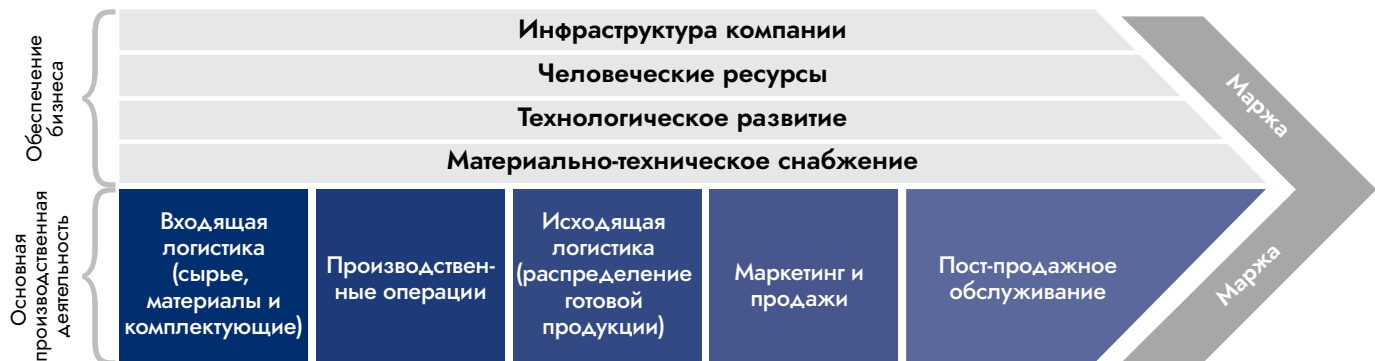 Обеспечение
бизнеса
Инфраструктура компании
Человеческие ресурсы
Технологическое развитие
Материально-техническое снабжение
Маржа
Основная
производственная
деятельность
Входящая
логистика
(сырье,
материалы и
комплектующие)
Производствен-
ные операции
Исходящая
логистика
(распределение
готовой
продукции)
Маркетинг и
продажи
Пост-продажное
обслуживание
Маржа